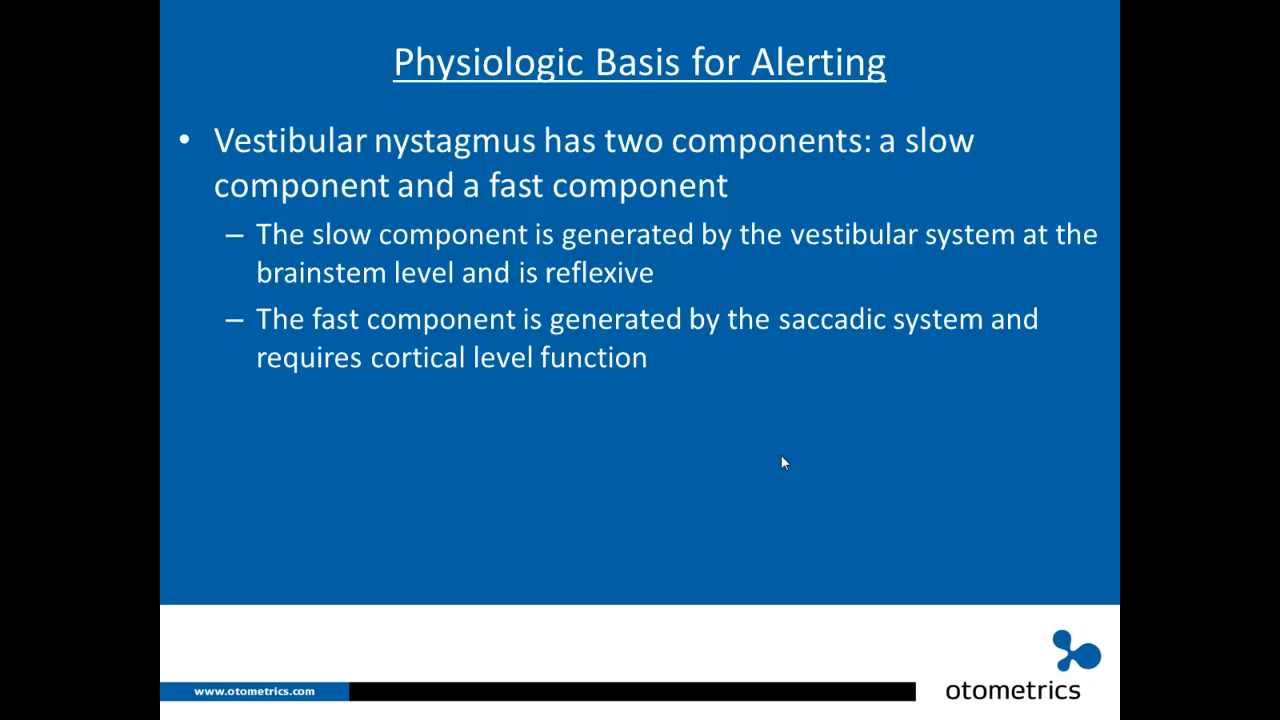 Physiologic Basis for Alerting
• Vestibular nystagmus has two components: a slow
component and a fast component
– The slow component is generated by the vestibular system at the
brainstem level and is reflexive
– The fast component is generated by the saccadic system and
requires cortical level function
www.otometrics.com
otometrics